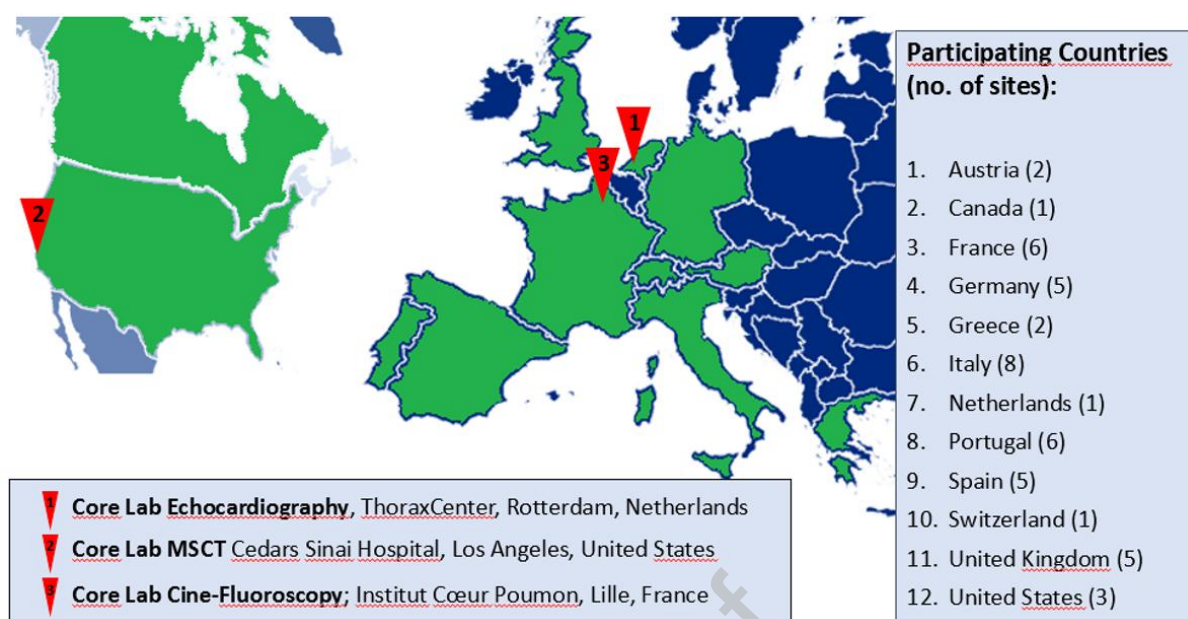 Participating Countries
(no. of sites):
1. Austria (2)
2. Canada (1)
3. France (6)
4. Germany (5)
5. Greece (2)
6. Italy (8)
7. Netherlands (1)
8. Portugal (6)
9. Spain (5)
10. Switzerland (1)
11. United Kingdom (5)
12. United States (3)
1
3
2
1 Core Lab Echocardiography, ThoraxCenter, Rotterdam, Netherlands
2 Core Lab MSCT Cedars Sinai Hospital, Los Angeles, United States
3 Core Lab Cine-Fluoroscopy; Institut Cœur Poumon, Lille, France